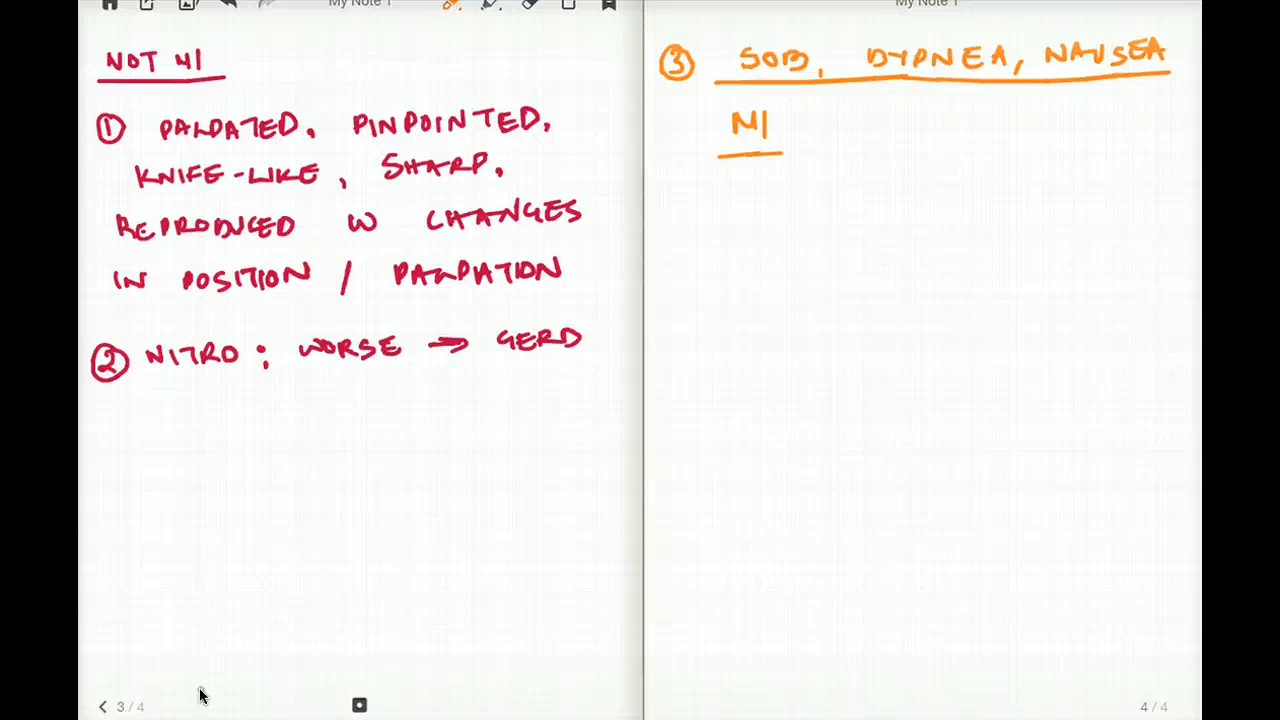 My Note 1
NOT MI
① PALPATED, PINPOINTED,
KNIFE-LIKE, SHARP,
REPRODUCED W CHANGES
IN POSITION / PALPATION
② NITRO: WORSE → GERD
3 / 4
My Note 1
③ SOB, DYPNEA, NAUSEA
MI
4 / 4